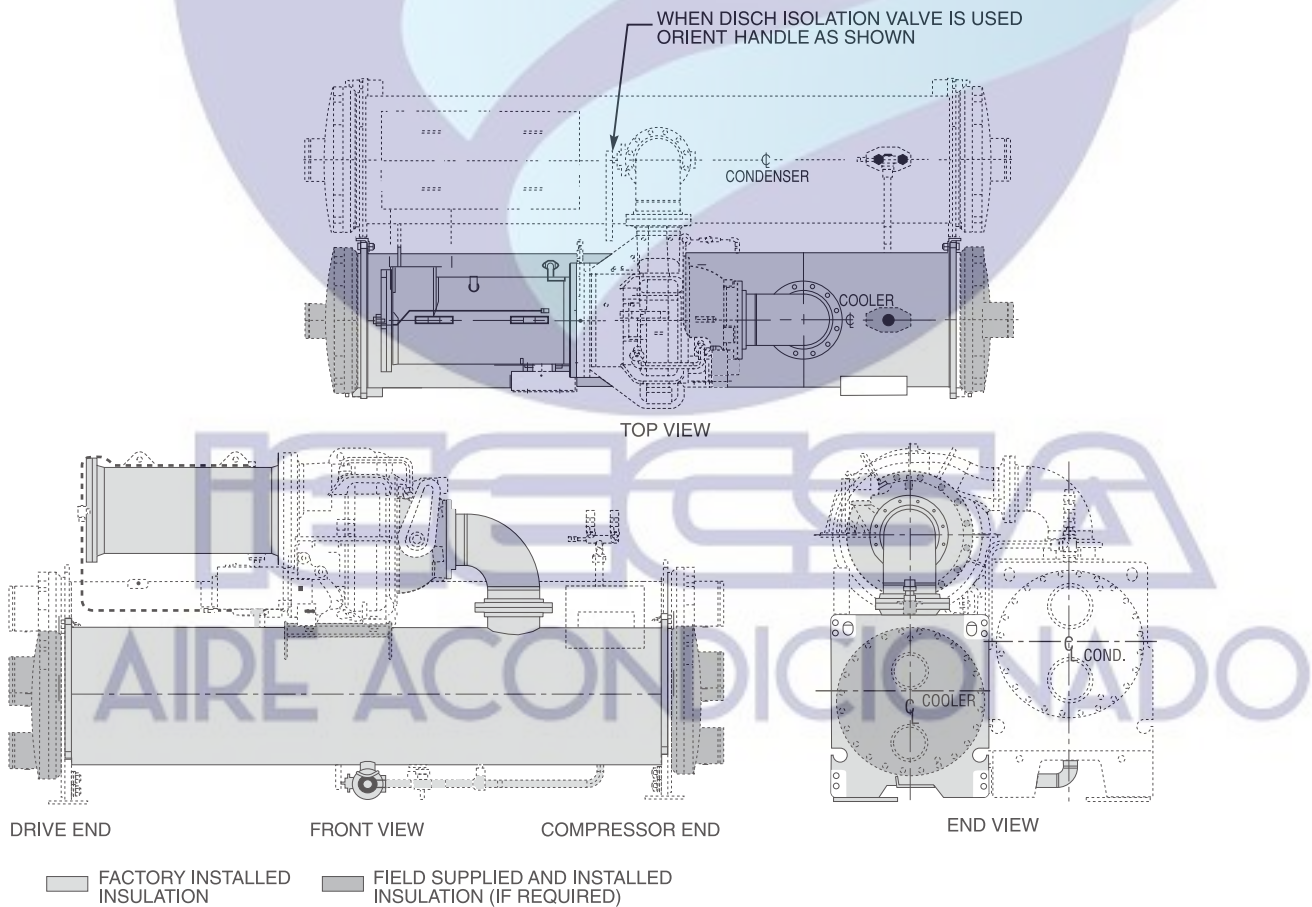 WHEN DISCH ISOLATION VALVE IS USED
ORIENT HANDLE AS SHOWN
℄
CONDENSER
COOLER
℄
TOP VIEW
IECSA
AIRE ACONDICIONADO
℄ COND.
℄ COOLER
DRIVE END
FRONT VIEW
COMPRESSOR END
END VIEW
FACTORY INSTALLED
INSULATION
FIELD SUPPLIED AND INSTALLED
INSULATION (IF REQUIRED)